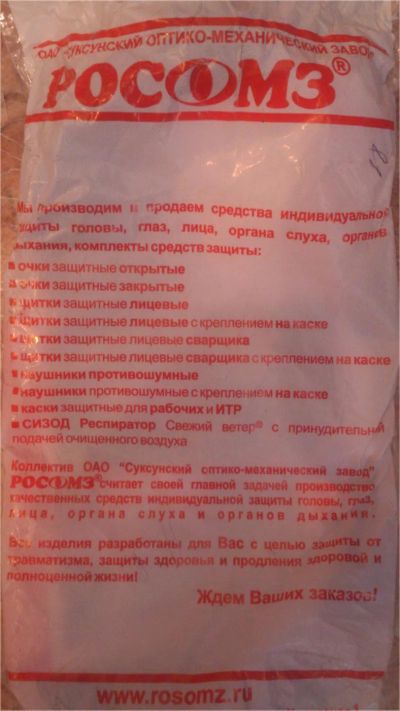 ОАО "СУКСУНСКИЙ ОПТИКО-МЕХАНИЧЕСКИЙ ЗАВОД"
РОСОМЗ®
Мы производим и продаем средства индивидуальной
защиты головы, глаз, лица, органа слуха, органов
дыхания, комплекты средств защиты:
■ очки защитные открытые
■ очки защитные закрытые
■ щитки защитные лицевые
■ щитки защитные лицевые с креплением на каске
■ щитки защитные лицевые сварщика
■ щитки защитные лицевые сварщика с креплением на каске
■ наушники противошумные
■ наушники противошумные с креплением на каске
■ каски защитные для рабочих и ИТР
■ СИЗОД Респиратор Свежий ветер® с принудительной
подачей очищенного воздуха
Коллектив ОАО "Суксунский оптико-механический завод"
РОСОМЗ® считает своей главной задачей производство
качественных средств индивидуальной защиты головы, глаз,
лица, органа слуха и органов дыхания.
Все изделия разработаны для Вас с целью защиты от
травматизма, защиты здоровья и продления здоровой и
полноценной жизни!
Ждем Ваших заказов!
www.rosomz.ru